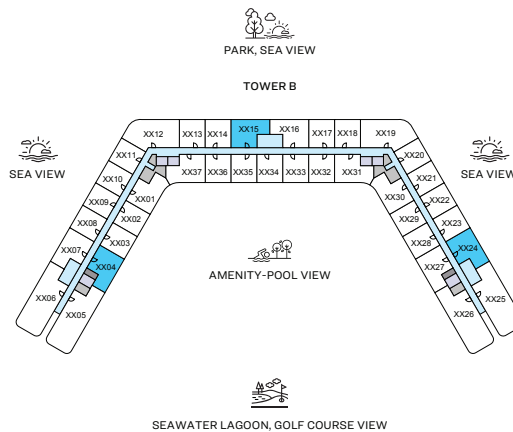 PARK, SEA VIEW
TOWER B
SEA VIEW
SEA VIEW
XX12
XX13
XX14
XX15
XX16
XX17
XX18
XX19
XX11
XX37
XX36
XX35
XX34
XX33
XX32
XX31
XX20
XX10
XX01
XX30
XX21
XX09
XX02
XX29
XX22
XX08
XX03
XX28
XX23
XX07
XX04
XX27
XX24
XX06
XX05
XX26
XX25
AMENITY-POOL VIEW
SEAWATER LAGOON, GOLF COURSE VIEW